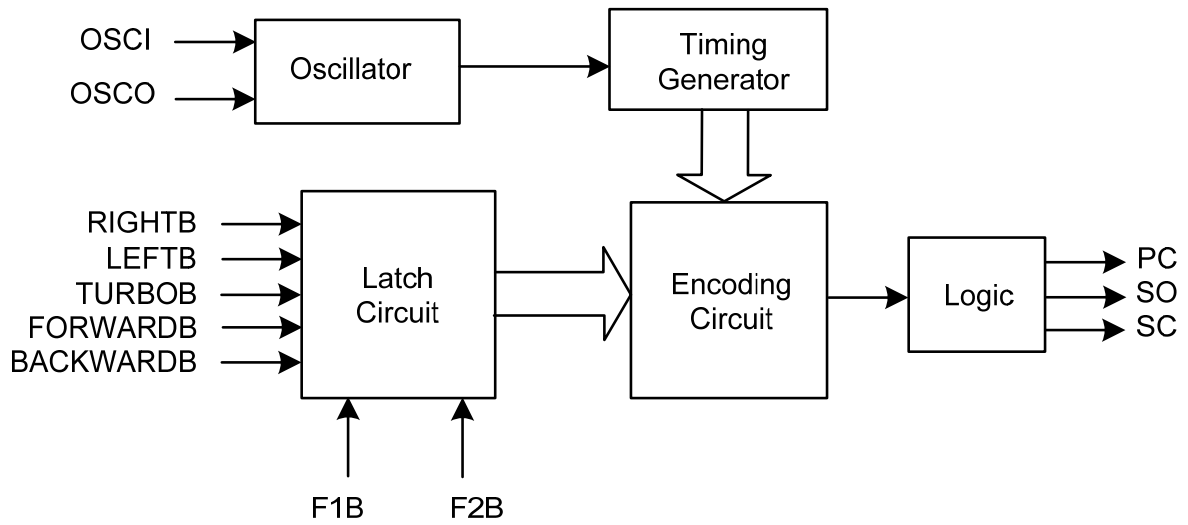 OSCI
OSCO
Oscillator
Timing
Generator
RIGHTB
LEFTB
TURBOB
FORWARDB
BACKWARDB
Latch
Circuit
Encoding
Circuit
Logic
PC
SO
SC
F1B
F2B